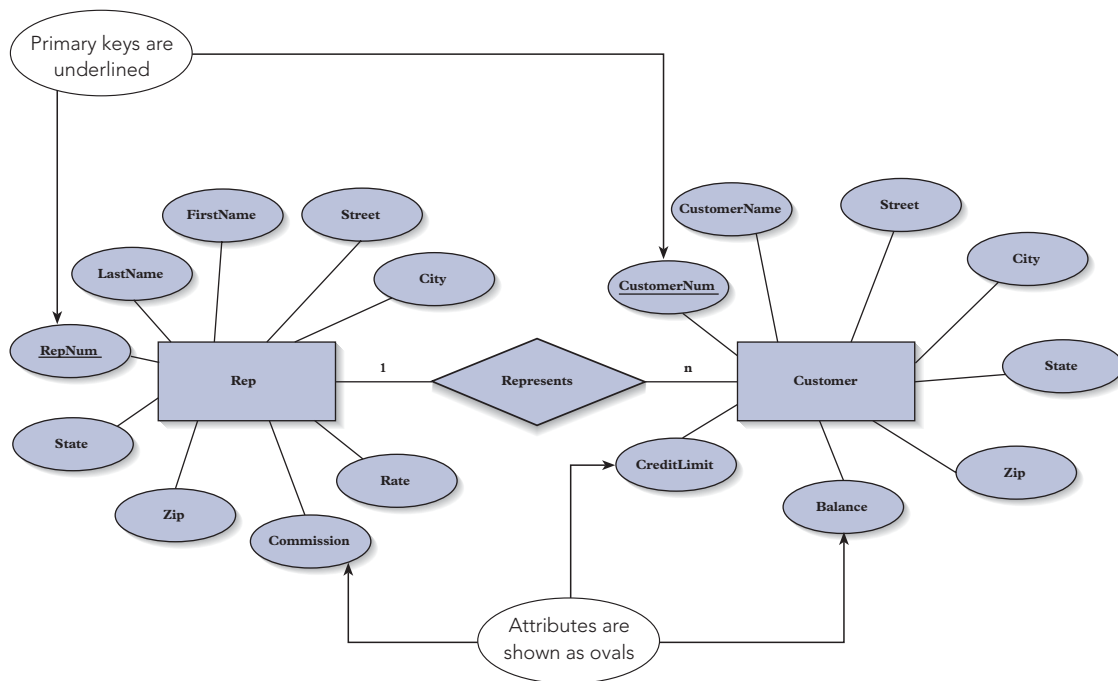 Primary keys are
underlined
FirstName
Street
LastName
City
RepNum
Rep
State
Zip
Commission
Rate
1
Represents
n
CustomerName
Street
CustomerNum
City
Customer
State
CreditLimit
Balance
Zip
Attributes are
shown as ovals